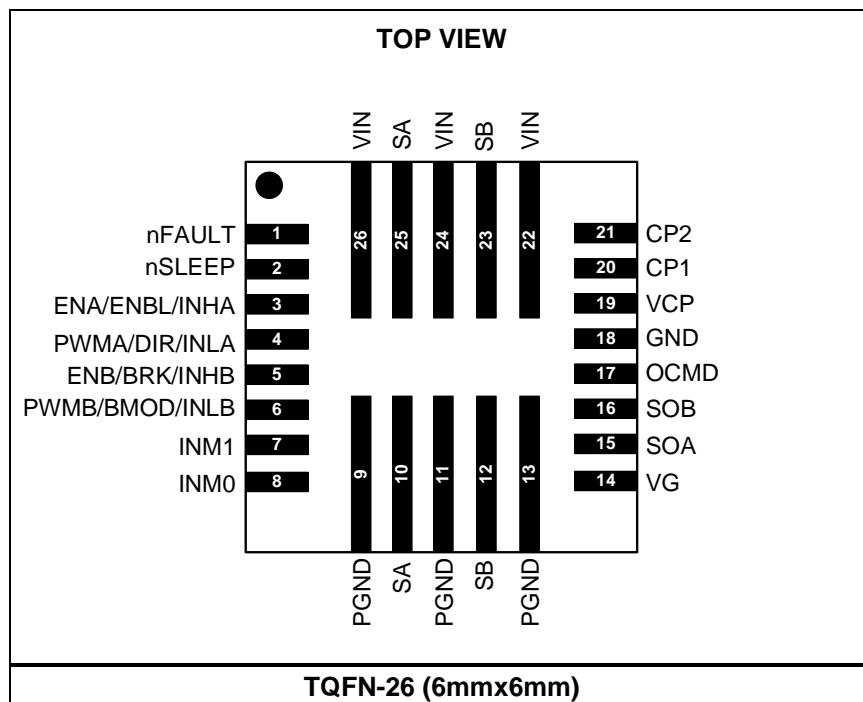 TOP VIEW
VIN SA VIN SB VIN
26 25 24 23 22
nFAULT 1 21 CP2
nSLEEP 2 20 CP1
ENA/ENBL/INHA 3 19 VCP
PWMA/DIR/INLA 4 18 GND
ENB/BRK/INHB 5 17 OCMD
PWMB/BMOD/INLB 6 16 SOB
INM1 7 15 SOA
INM0 8 14 VG
9 10 11 12 13
PGND SA PGND SB PGND
TQFN-26 (6mmx6mm)